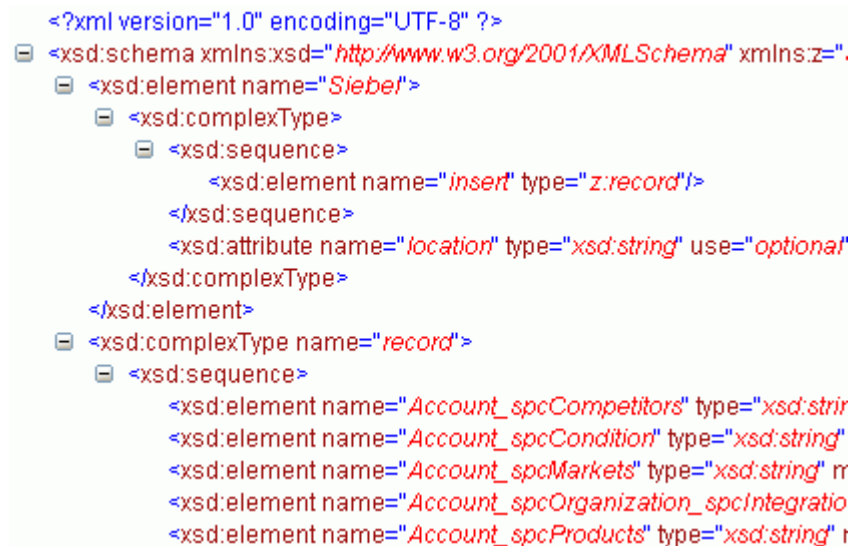 <?xml version="1.0" encoding="UTF-8" ?>
<xsd:schema xmlns:xsd="http://www.w3.org/2001/XMLSchema" xmlns:z="
<xsd:element name="Siebel">
<xsd:complexType>
<xsd:sequence>
<xsd:element name="insert" type="z:record"/>
</xsd:sequence>
<xsd:attribute name="location" type="xsd:string" use="optional"
</xsd:complexType>
</xsd:element>
<xsd:complexType name="record">
<xsd:sequence>
<xsd:element name="Account_spcCompetitors" type="xsd:strin
<xsd:element name="Account_spcCondition" type="xsd:string"
<xsd:element name="Account_spcMarkets" type="xsd:string" m
<xsd:element name="Account_spcOrganization_spcIntegratio
<xsd:element name="Account_spcProducts" type="xsd:string"